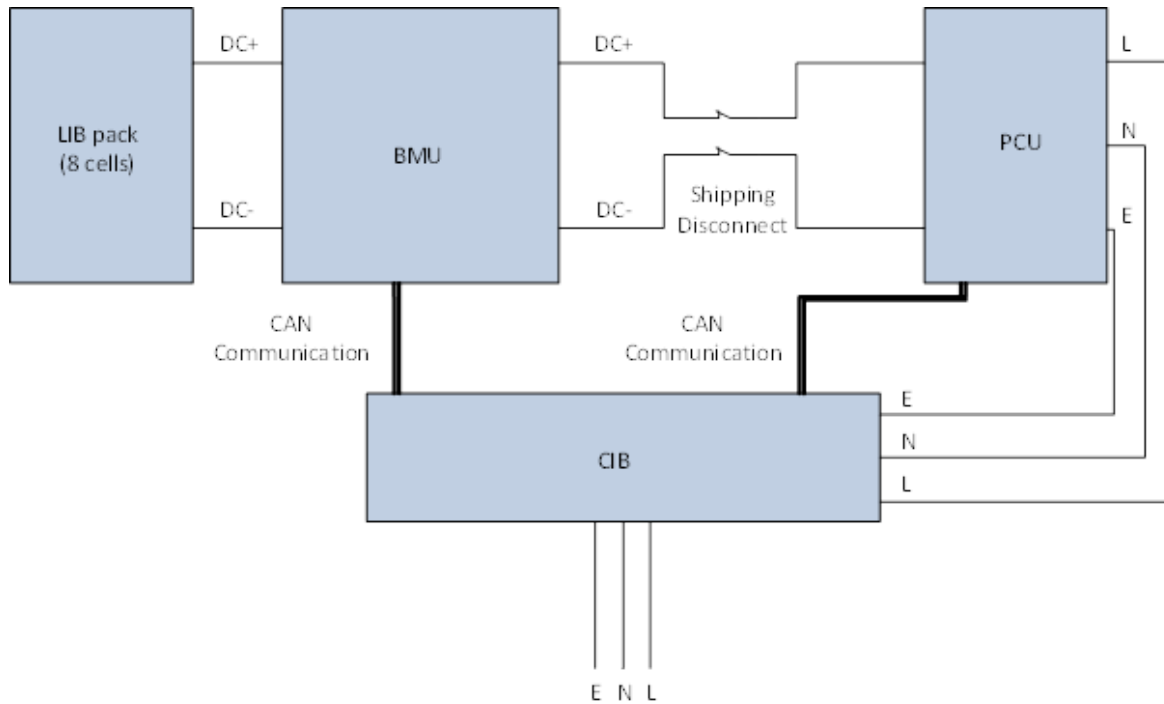 DC+
DC+
L
LIB pack
(8 cells)
BMU
PCU
N
DC-
DC-
Shipping
Disconnect
E
CAN
Communication
CAN
Communication
E
N
L
CIB
E N L